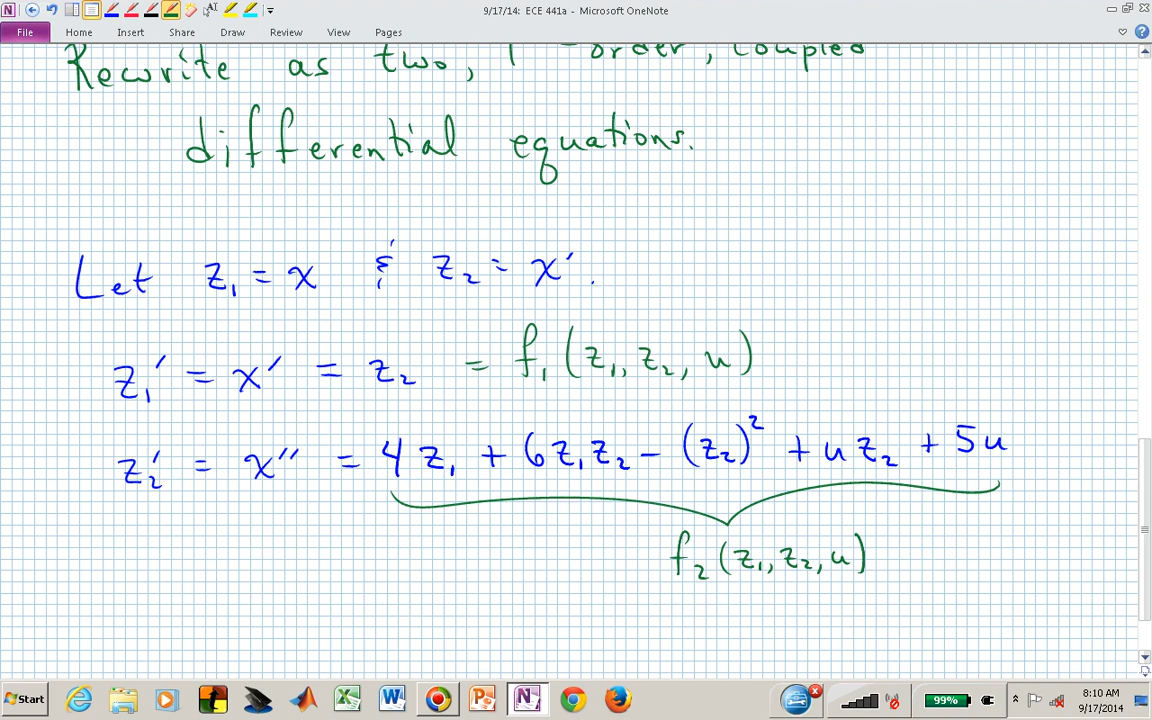 9/17/14: ECE 441a - Microsoft OneNote
File Home Insert Share Draw Review View Pages
Rewrite as two, 1 -order, coupled
differential equations.
Let z₁ = x & z₂ = x'.
z₁' = x' = z₂ = f₁(z₁, z₂, u)
z₂' = x'' = 4z₁ + 6z₁z₂ - (z₂)² + uz₂ + 5u
f₂(z₁, z₂, u)
Start
99%
8:10 AM
9/17/2014